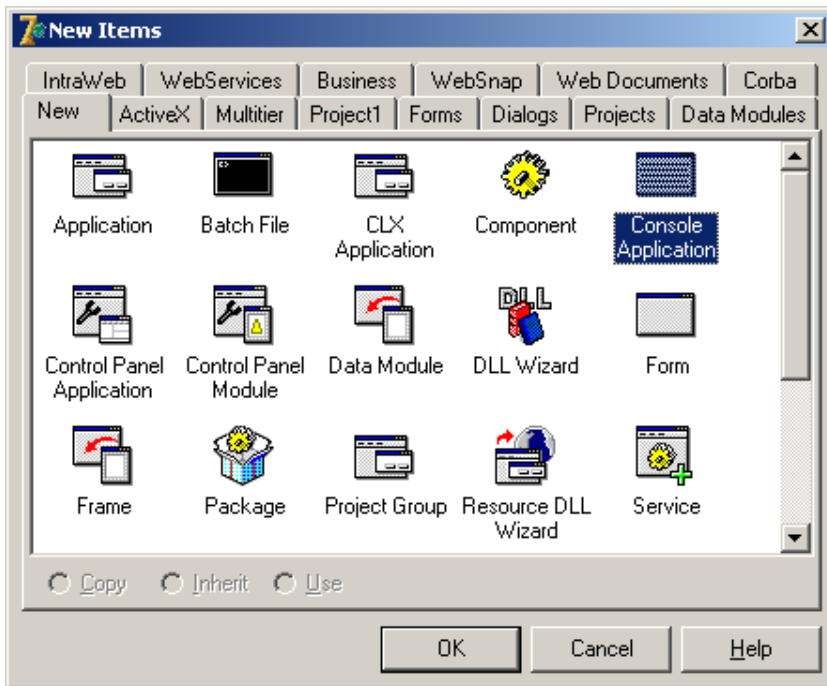 New Items
IntraWeb WebServices Business WebSnap Web Documents Corba
New ActiveX Multitier Project1 Forms Dialogs Projects Data Modules
Application Batch File CLX Application Component Console Application
Control Panel Application Control Panel Module Data Module DLL Wizard Form
Frame Package Project Group Resource DLL Wizard Service
Copy Inherit Use
OK Cancel Help